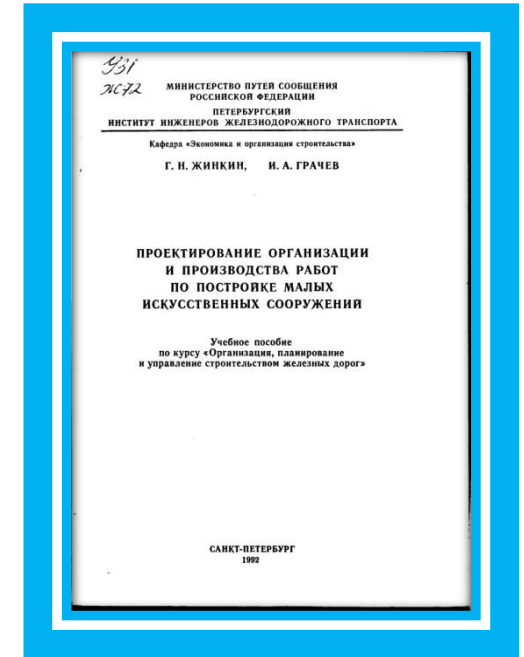 У31
Ж72
МИНИСТЕРСТВО ПУТЕЙ СООБЩЕНИЯ
РОССИЙСКОЙ ФЕДЕРАЦИИ
ПЕТЕРБУРГСКИЙ
ИНСТИТУТ ИНЖЕНЕРОВ ЖЕЛЕЗНОДОРОЖНОГО ТРАНСПОРТА
Кафедра «Экономика и организация строительства»
Г. Н. ЖИНКИН, И. А. ГРАЧЕВ
ПРОЕКТИРОВАНИЕ ОРГАНИЗАЦИИ
И ПРОИЗВОДСТВА РАБОТ
ПО ПОСТРОЙКЕ МАЛЫХ
ИСКУССТВЕННЫХ СООРУЖЕНИЙ
Учебное пособие
по курсу «Организация, планирование
и управление строительством железных дорог»
САНКТ-ПЕТЕРБУРГ
1992